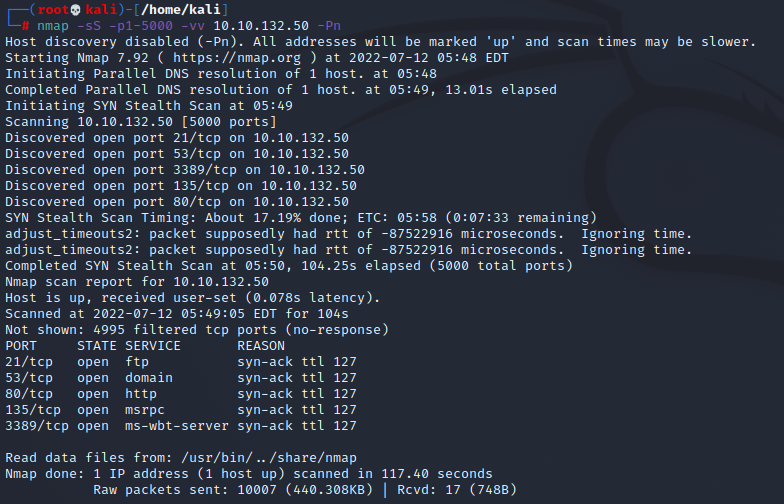 ┌──(root💀kali)-[/home/kali]
└─# nmap -sS -p1-5000 -vv 10.10.132.50 -Pn
Host discovery disabled (-Pn). All addresses will be marked 'up' and scan times may be slower.
Starting Nmap 7.92 ( https://nmap.org ) at 2022-07-12 05:48 EDT
Initiating Parallel DNS resolution of 1 host. at 05:48
Completed Parallel DNS resolution of 1 host. at 05:49, 13.01s elapsed
Initiating SYN Stealth Scan at 05:49
Scanning 10.10.132.50 [5000 ports]
Discovered open port 21/tcp on 10.10.132.50
Discovered open port 53/tcp on 10.10.132.50
Discovered open port 3389/tcp on 10.10.132.50
Discovered open port 135/tcp on 10.10.132.50
Discovered open port 80/tcp on 10.10.132.50
SYN Stealth Scan Timing: About 17.19% done; ETC: 05:58 (0:07:33 remaining)
adjust_timeouts2: packet supposedly had rtt of -87522916 microseconds.  Ignoring time.
adjust_timeouts2: packet supposedly had rtt of -87522916 microseconds.  Ignoring time.
Completed SYN Stealth Scan at 05:50, 104.25s elapsed (5000 total ports)
Nmap scan report for 10.10.132.50
Host is up, received user-set (0.078s latency).
Scanned at 2022-07-12 05:49:05 EDT for 104s
Not shown: 4995 filtered tcp ports (no-response)
PORT     STATE SERVICE       REASON
21/tcp   open  ftp           syn-ack ttl 127
53/tcp   open  domain        syn-ack ttl 127
80/tcp   open  http          syn-ack ttl 127
135/tcp  open  msrpc         syn-ack ttl 127
3389/tcp open  ms-wbt-server syn-ack ttl 127
Read data files from: /usr/bin/../share/nmap
Nmap done: 1 IP address (1 host up) scanned in 117.40 seconds
           Raw packets sent: 10007 (440.308KB) | Rcvd: 17 (748B)